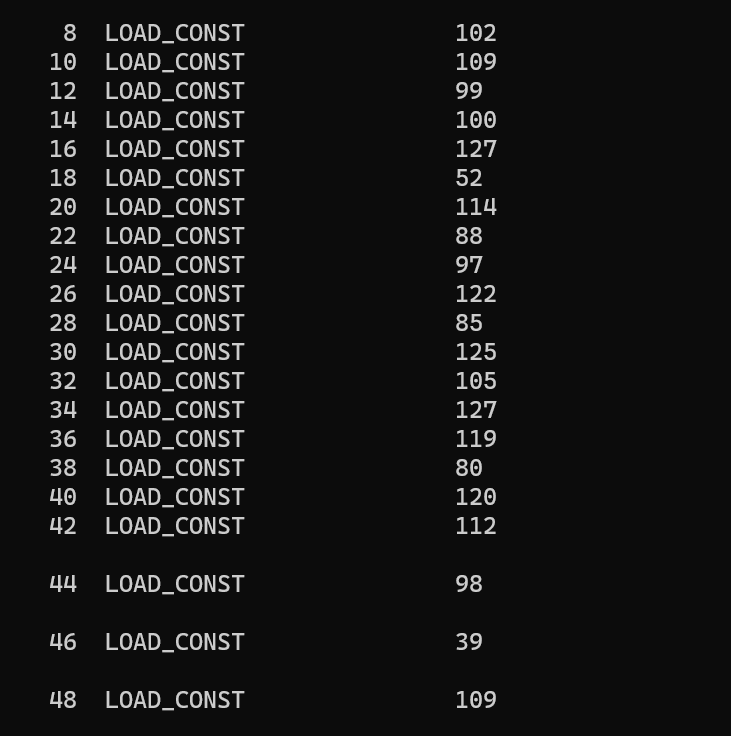 8 LOAD_CONST 102
10 LOAD_CONST 109
12 LOAD_CONST 99
14 LOAD_CONST 100
16 LOAD_CONST 127
18 LOAD_CONST 52
20 LOAD_CONST 114
22 LOAD_CONST 88
24 LOAD_CONST 97
26 LOAD_CONST 122
28 LOAD_CONST 85
30 LOAD_CONST 125
32 LOAD_CONST 105
34 LOAD_CONST 127
36 LOAD_CONST 119
38 LOAD_CONST 80
40 LOAD_CONST 120
42 LOAD_CONST 112
44 LOAD_CONST 98
46 LOAD_CONST 39
48 LOAD_CONST 109